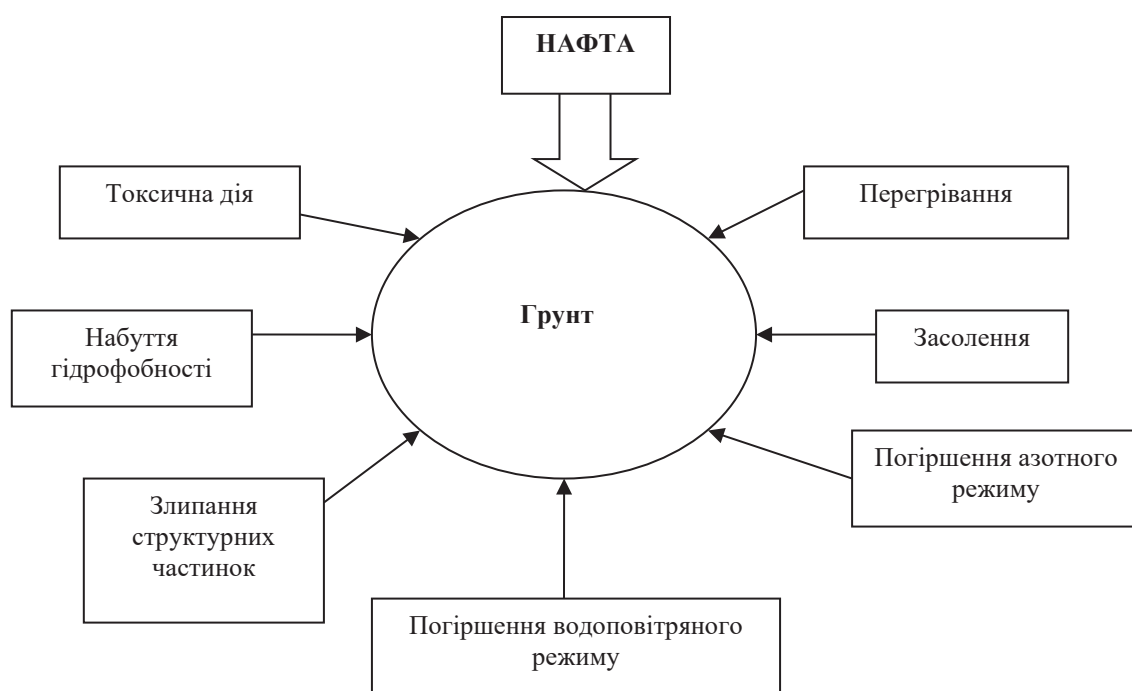 НАФТА
Токсична дія
Перегрівання
Грунт
Набуття
гідрофобності
Засолення
Погіршення азотного
режиму
Злипання
структурних
частинок
Погіршення водоповітряного
режиму